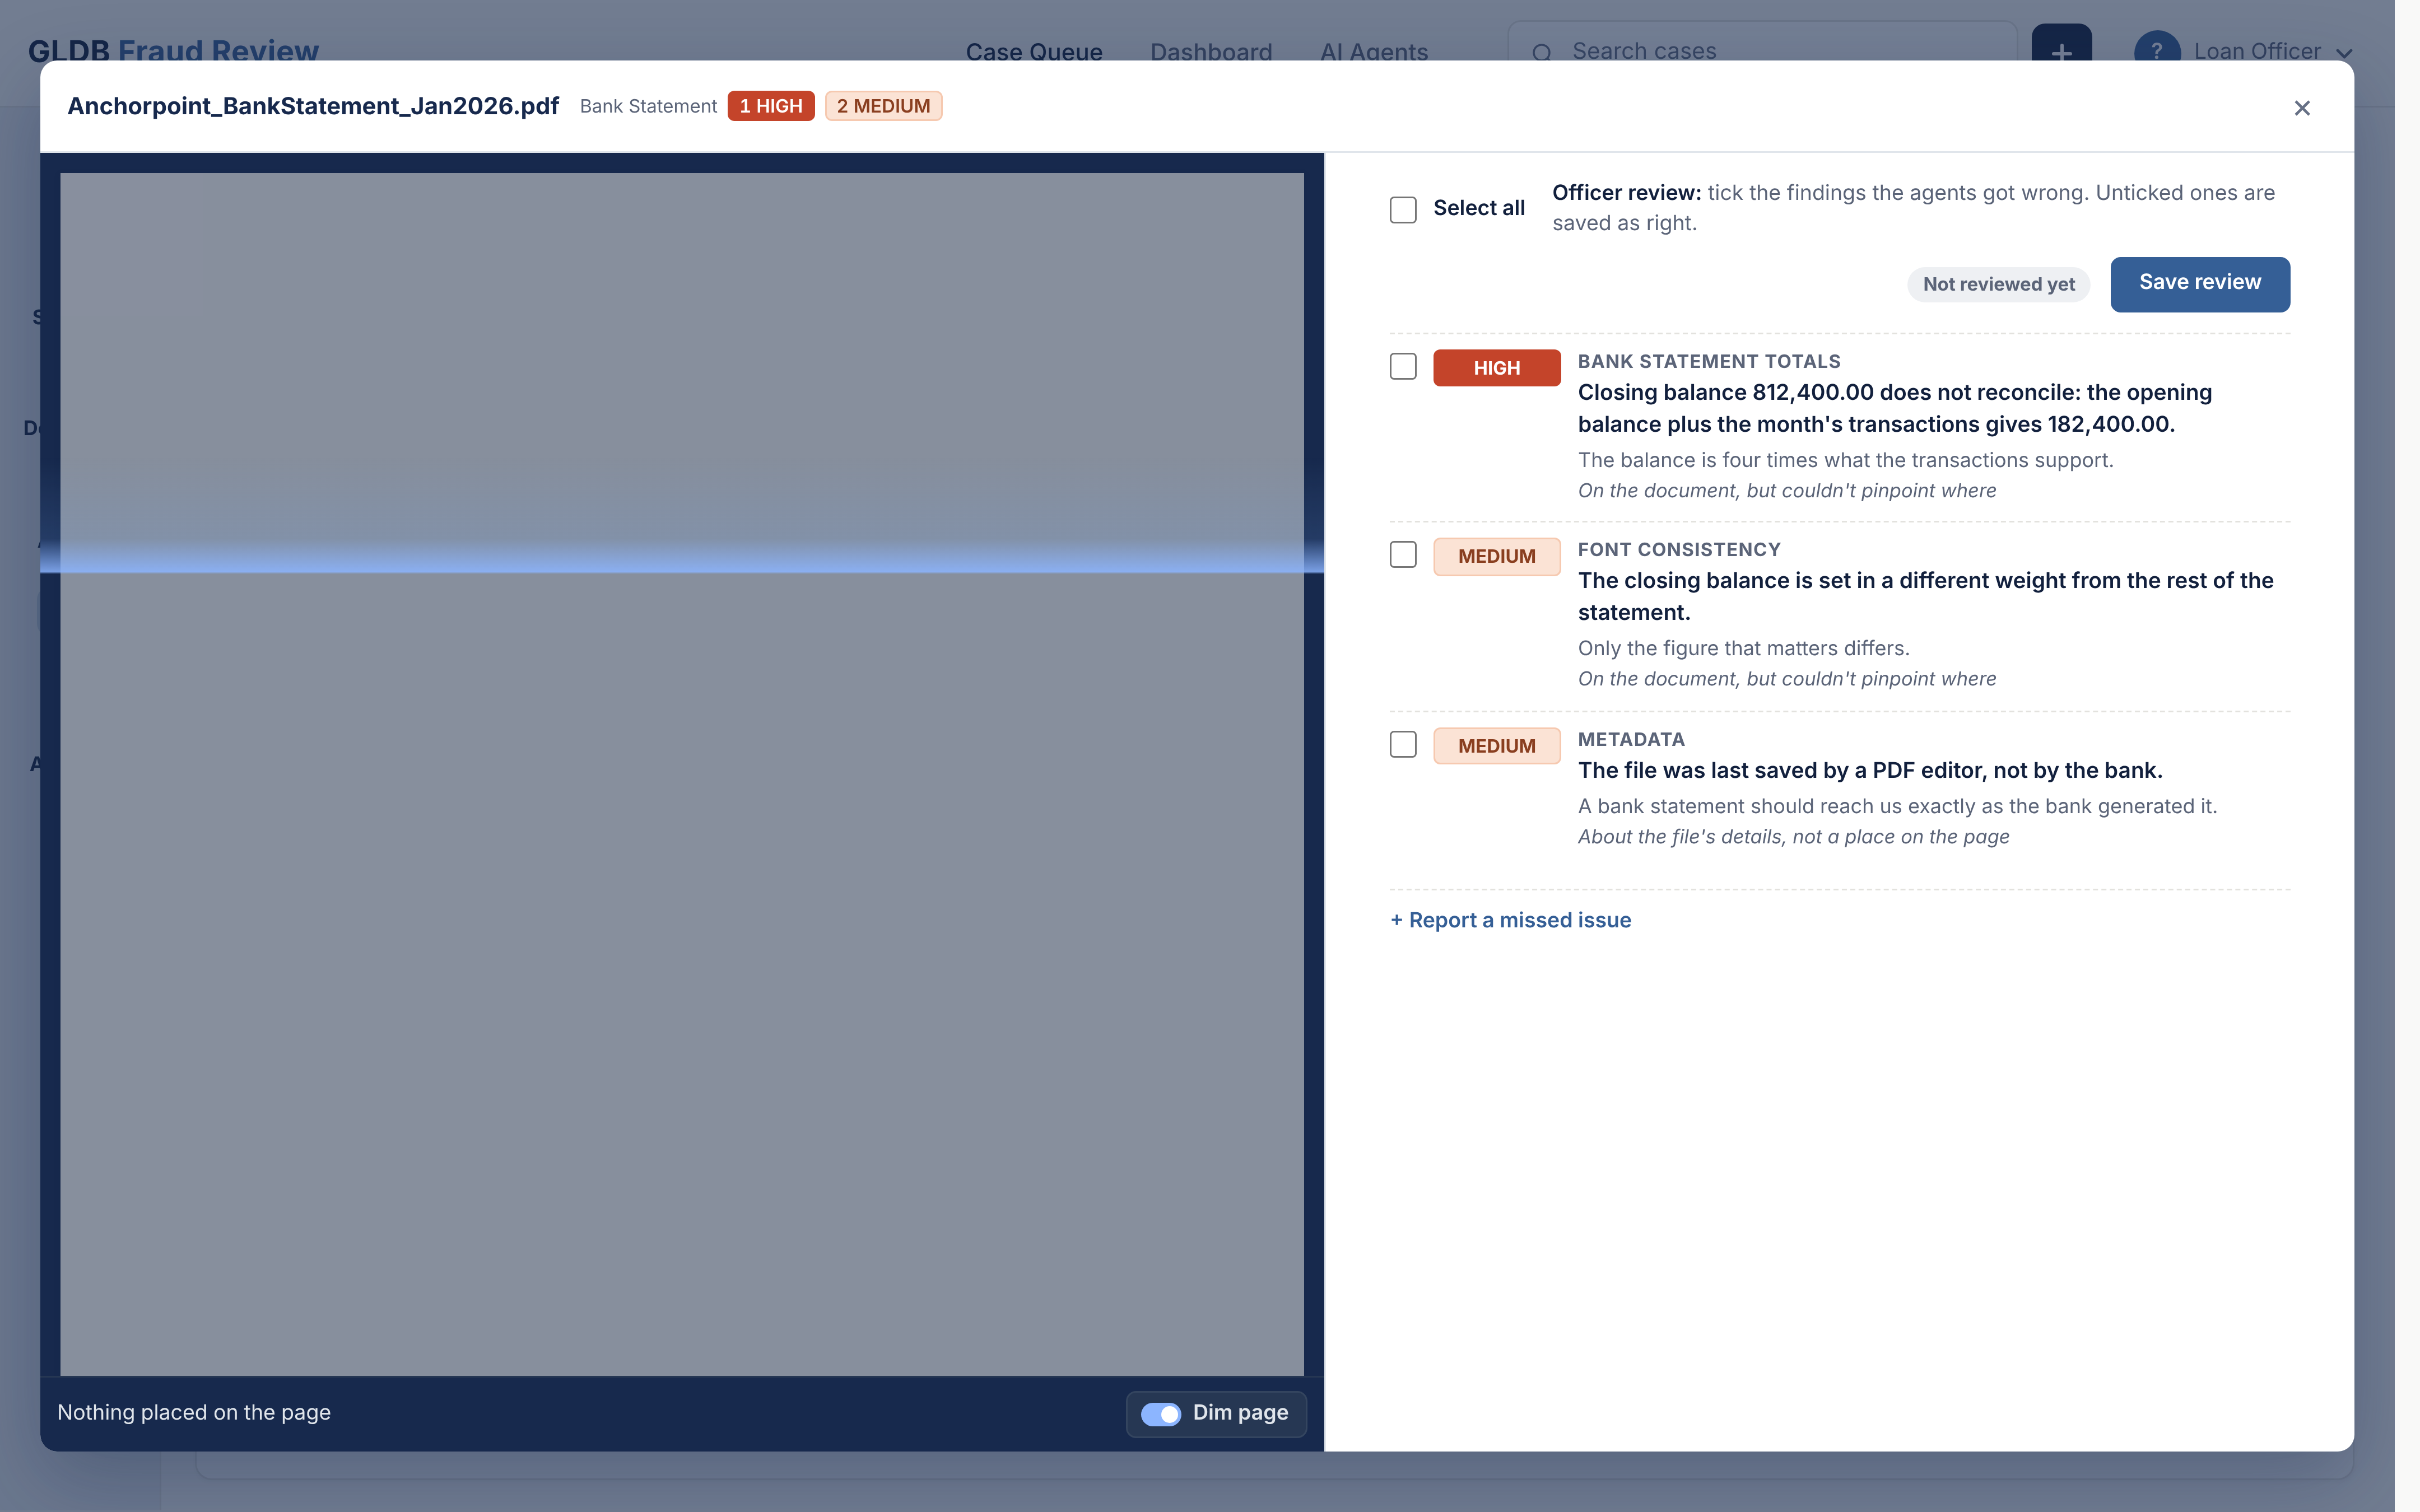 GLDB Fraud Review
Case Queue
Dashboard
AI Agents
Search cases
+
?
Loan Officer
Anchorpoint_BankStatement_Jan2026.pdf
Bank Statement
1 HIGH
2 MEDIUM
Select all
Officer review: tick the findings the agents got wrong. Unticked ones are
saved as right.
Not reviewed yet
Save review
HIGH
BANK STATEMENT TOTALS
Closing balance 812,400.00 does not reconcile: the opening
balance plus the month's transactions gives 182,400.00.
The balance is four times what the transactions support.
On the document, but couldn't pinpoint where
MEDIUM
FONT CONSISTENCY
The closing balance is set in a different weight from the rest of the
statement.
Only the figure that matters differs.
On the document, but couldn't pinpoint where
MEDIUM
METADATA
The file was last saved by a PDF editor, not by the bank.
A bank statement should reach us exactly as the bank generated it.
About the file's details, not a place on the page
+ Report a missed issue
Nothing placed on the page
Dim page